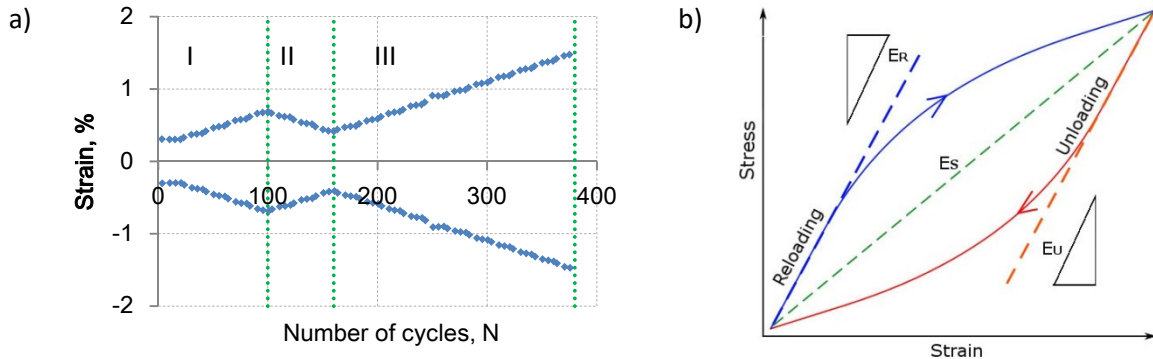 a)
2
1
0
-1
-2
Strain, %
I II III
0 100 200 300 400
Number of cycles, N
b)
Stress
Reloading
ER
ES
Unloading
EU
Strain